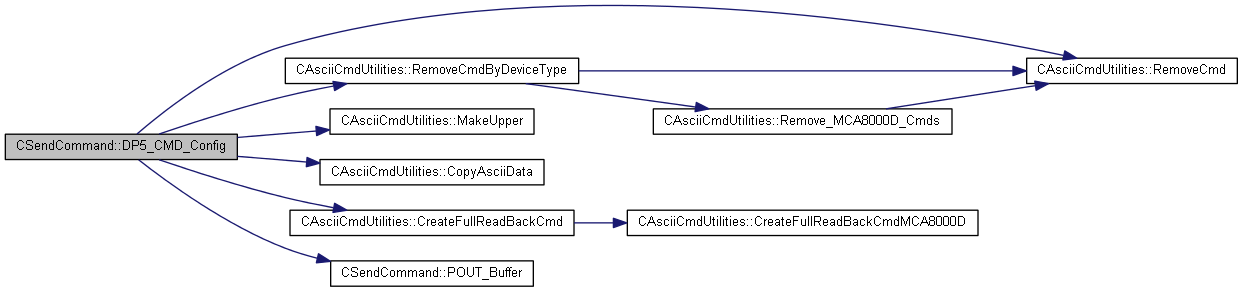 CAsciiCmdUtilities::RemoveCmdByDeviceType
CAsciiCmdUtilities::RemoveCmd
CAsciiCmdUtilities::MakeUpper
CAsciiCmdUtilities::Remove_MCA8000D_Cmds
CSendCommand::DP5_CMD_Config
CAsciiCmdUtilities::CopyAsciiData
CAsciiCmdUtilities::CreateFullReadBackCmd
CAsciiCmdUtilities::CreateFullReadBackCmdMCA8000D
CSendCommand::POUT_Buffer